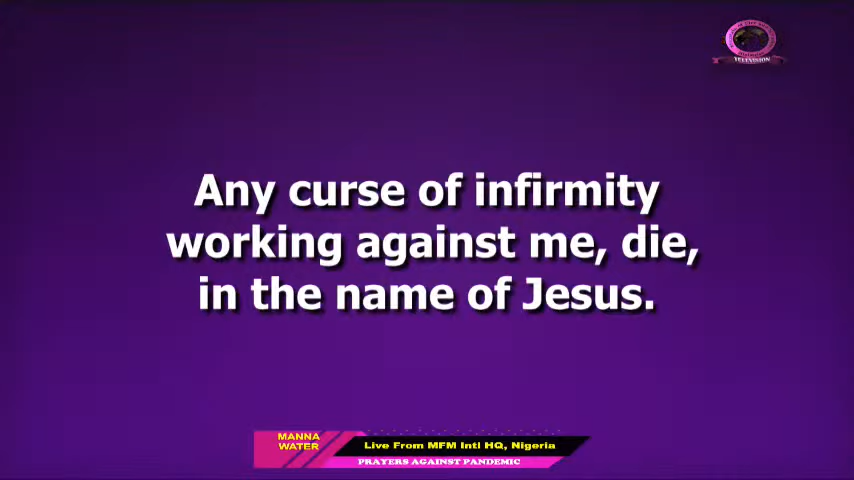 TELEVISION
Any curse of infirmity
working against me, die,
in the name of Jesus.
MANNA
WATER
Live From MFM Intl HQ, Nigeria
PRAYERS AGAINST PANDEMIC